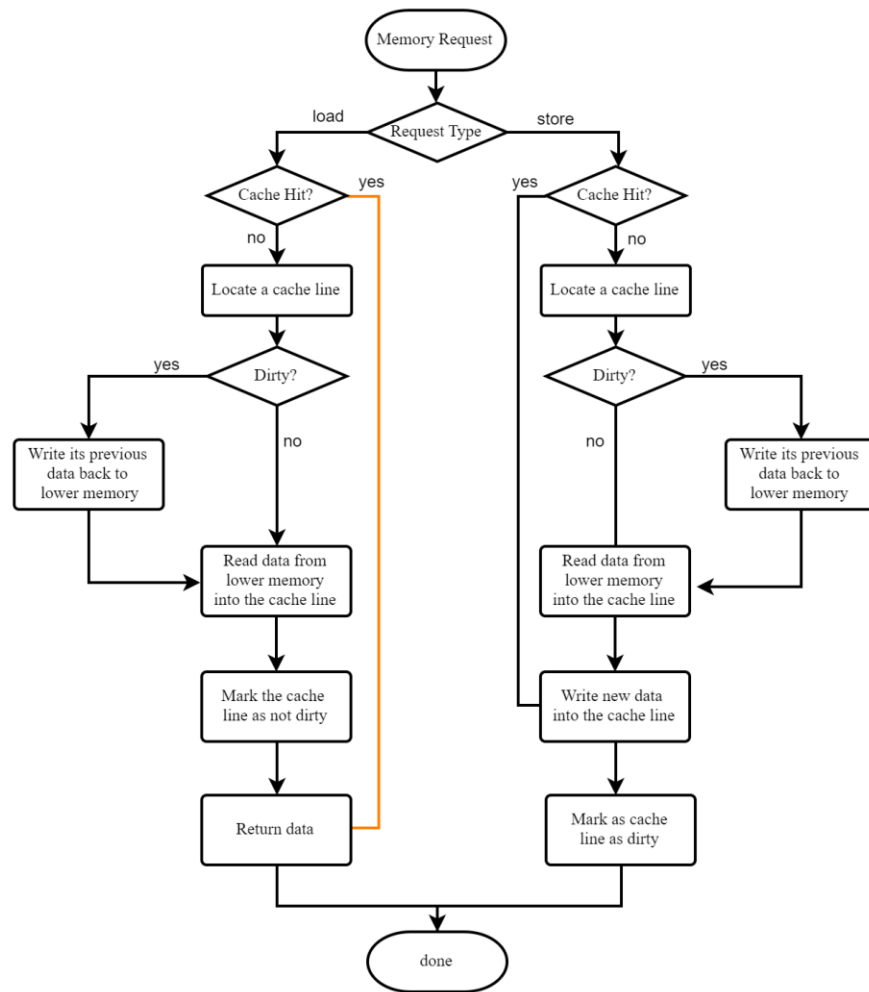 Memory Request
load
Request Type
store
Cache Hit?
yes
yes
Cache Hit?
no
no
Locate a cache line
Locate a cache line
yes
Dirty?
Dirty?
yes
no
no
Write its previous
data back to
lower memory
Write its previous
data back to
lower memory
Read data from
lower memory
into the cache line
Read data from
lower memory
into the cache line
Mark the cache
line as not dirty
Write new data
into the cache line
Return data
Mark as cache
line as dirty
done